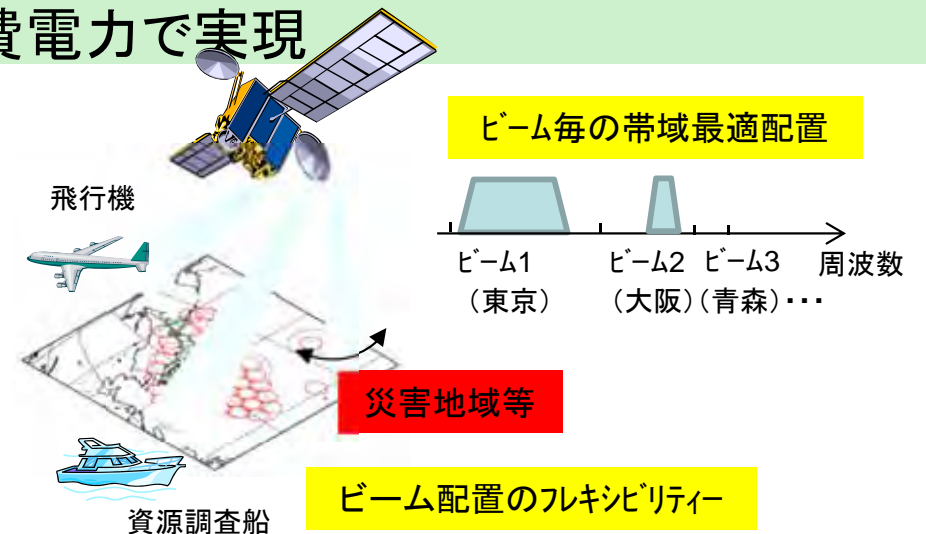 費電力で実現
ビーム毎の帯域最適配置
飛行機
ビーム1 ビーム2 ビーム3 周波数
（東京） （大阪）（青森）・・・
災害地域等
ビーム配置のフレキシビリティー
資源調査船